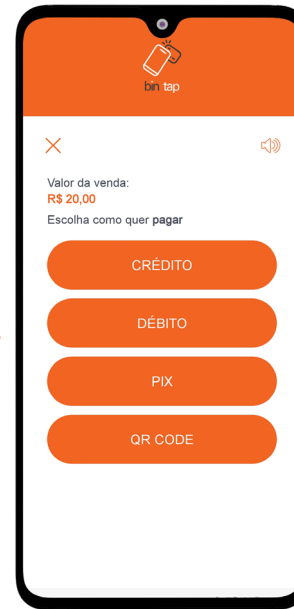 bin tap
Valor da venda:
R$ 20,00
Escolha como quer pagar
CRÉDITO
DÉBITO
PIX
QR CODE